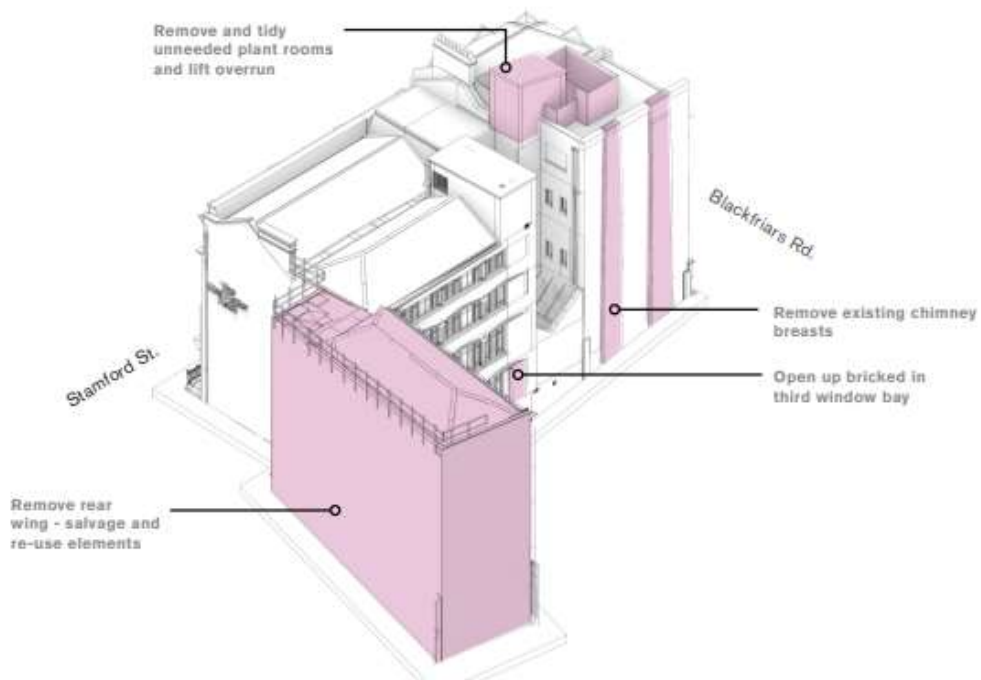 Remove and tidy
unneeded plant rooms
and lift overrun
Blackfriars Rd.
Remove existing chimney
breasts
Stamford St.
Open up bricked in
third window bay
Remove rear
wing - salvage and
re-use elements